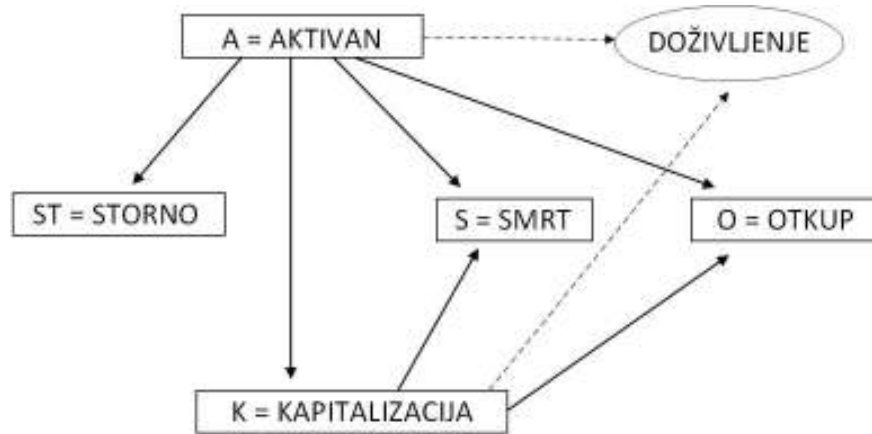 A = AKTIVAN
DOŽIVLJENJE
ST = STORNO
S = SMRT
O = OTKUP
K = KAPITALIZACIJA